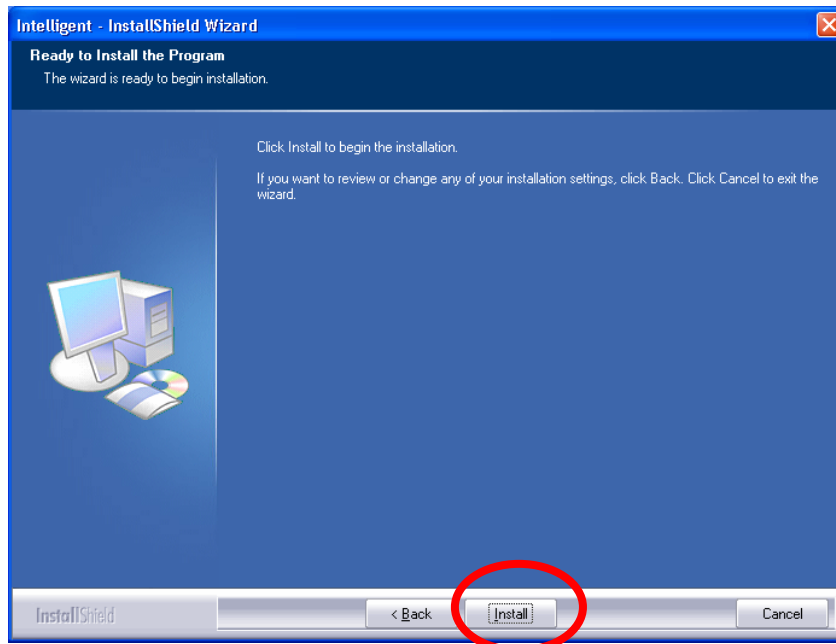 Intelligent - InstallShield Wizard
Ready to Install the Program
The wizard is ready to begin installation.
Click Install to begin the installation.
If you want to review or change any of your installation settings, click Back. Click Cancel to exit the
wizard.
InstallShield
< Back
Install
Cancel